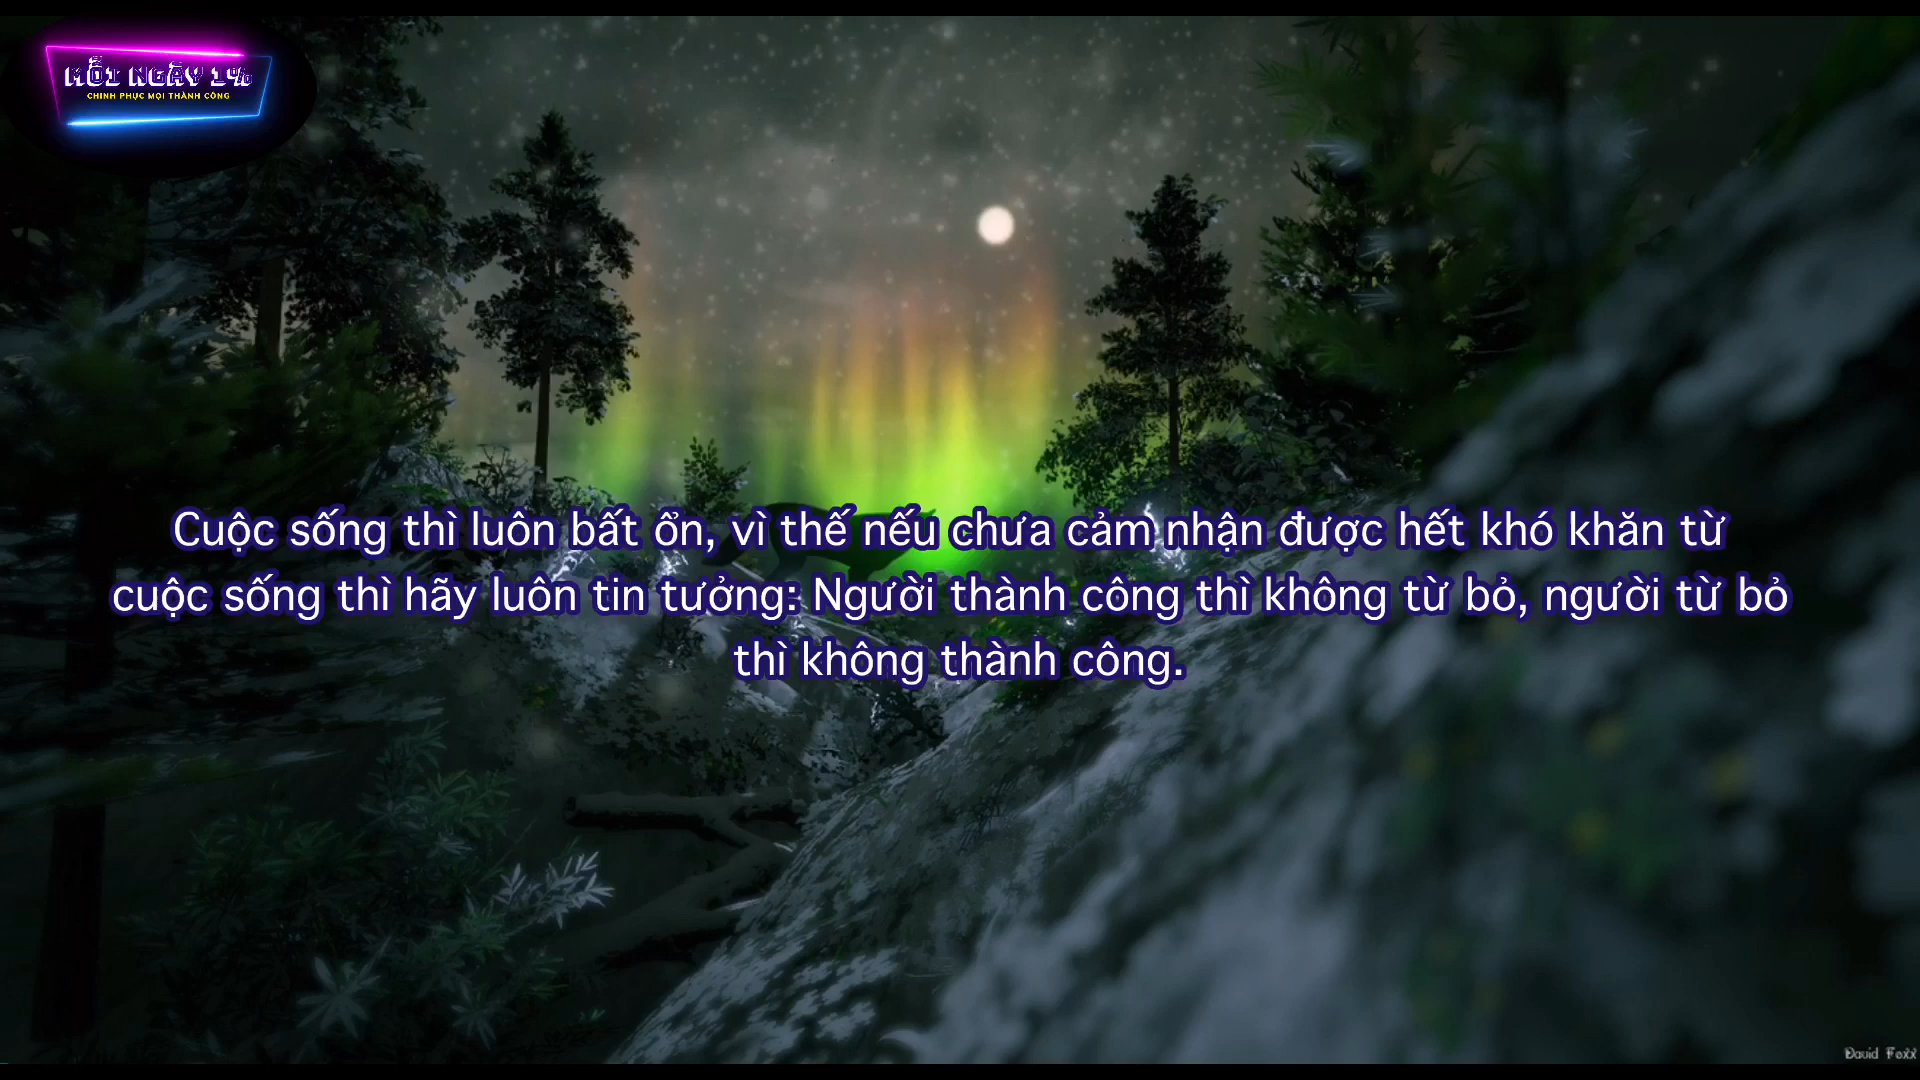 MỖI NGÀY 1%
CHINH PHỤC MỌI THÀNH CÔNG
Cuộc sống thì luôn bất ổn, vì thế nếu chưa cảm nhận được hết khó khăn từ
cuộc sống thì hãy luôn tin tưởng: Người thành công thì không từ bỏ, người từ bỏ
thì không thành công.
David Foxx